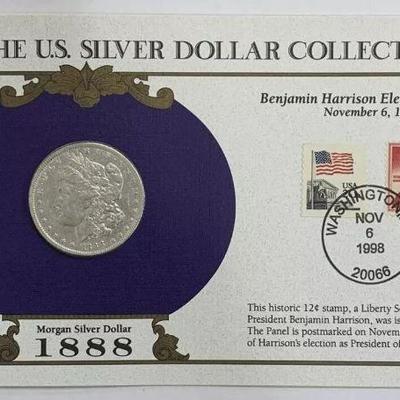 THE U.S. SILVER DOLLAR COLLECT
Benjamin Harrison Ele
November 6, 1
USA
WASHINGTON
NOV
6
1998
20066
This historic 12¢ stamp, a Liberty S
President Benjamin Harrison, was is
The Panel is postmarked on Novem
of Harrison's election as President of
Morgan Silver Dollar
1888